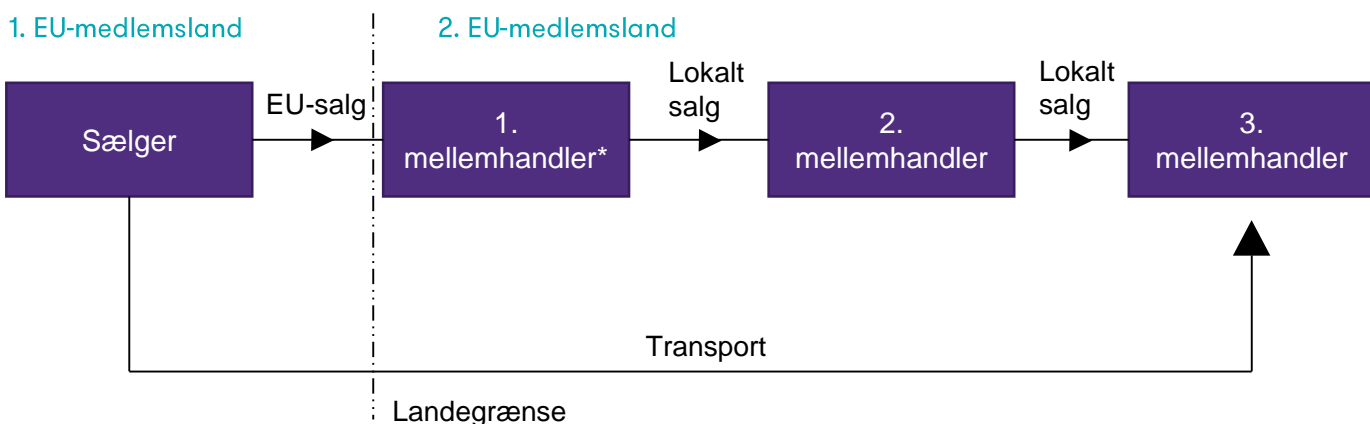 1. EU-medlemsland
2. EU-medlemsland
Sælger
EU-salg
1.
mellemhandler*
Lokalt
salg
2.
mellemhandler
Lokalt
salg
3.
mellemhandler
Transport
Landegrænse